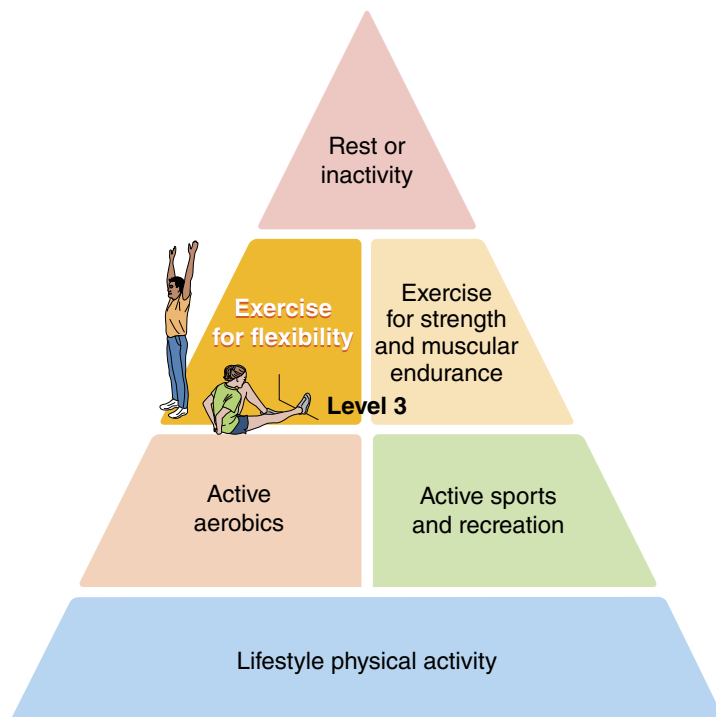 Rest or
inactivity
Exercise
for flexibility
Exercise
for strength
and muscular
endurance
Level 3
Active
aerobics
Active sports
and recreation
Lifestyle physical activity